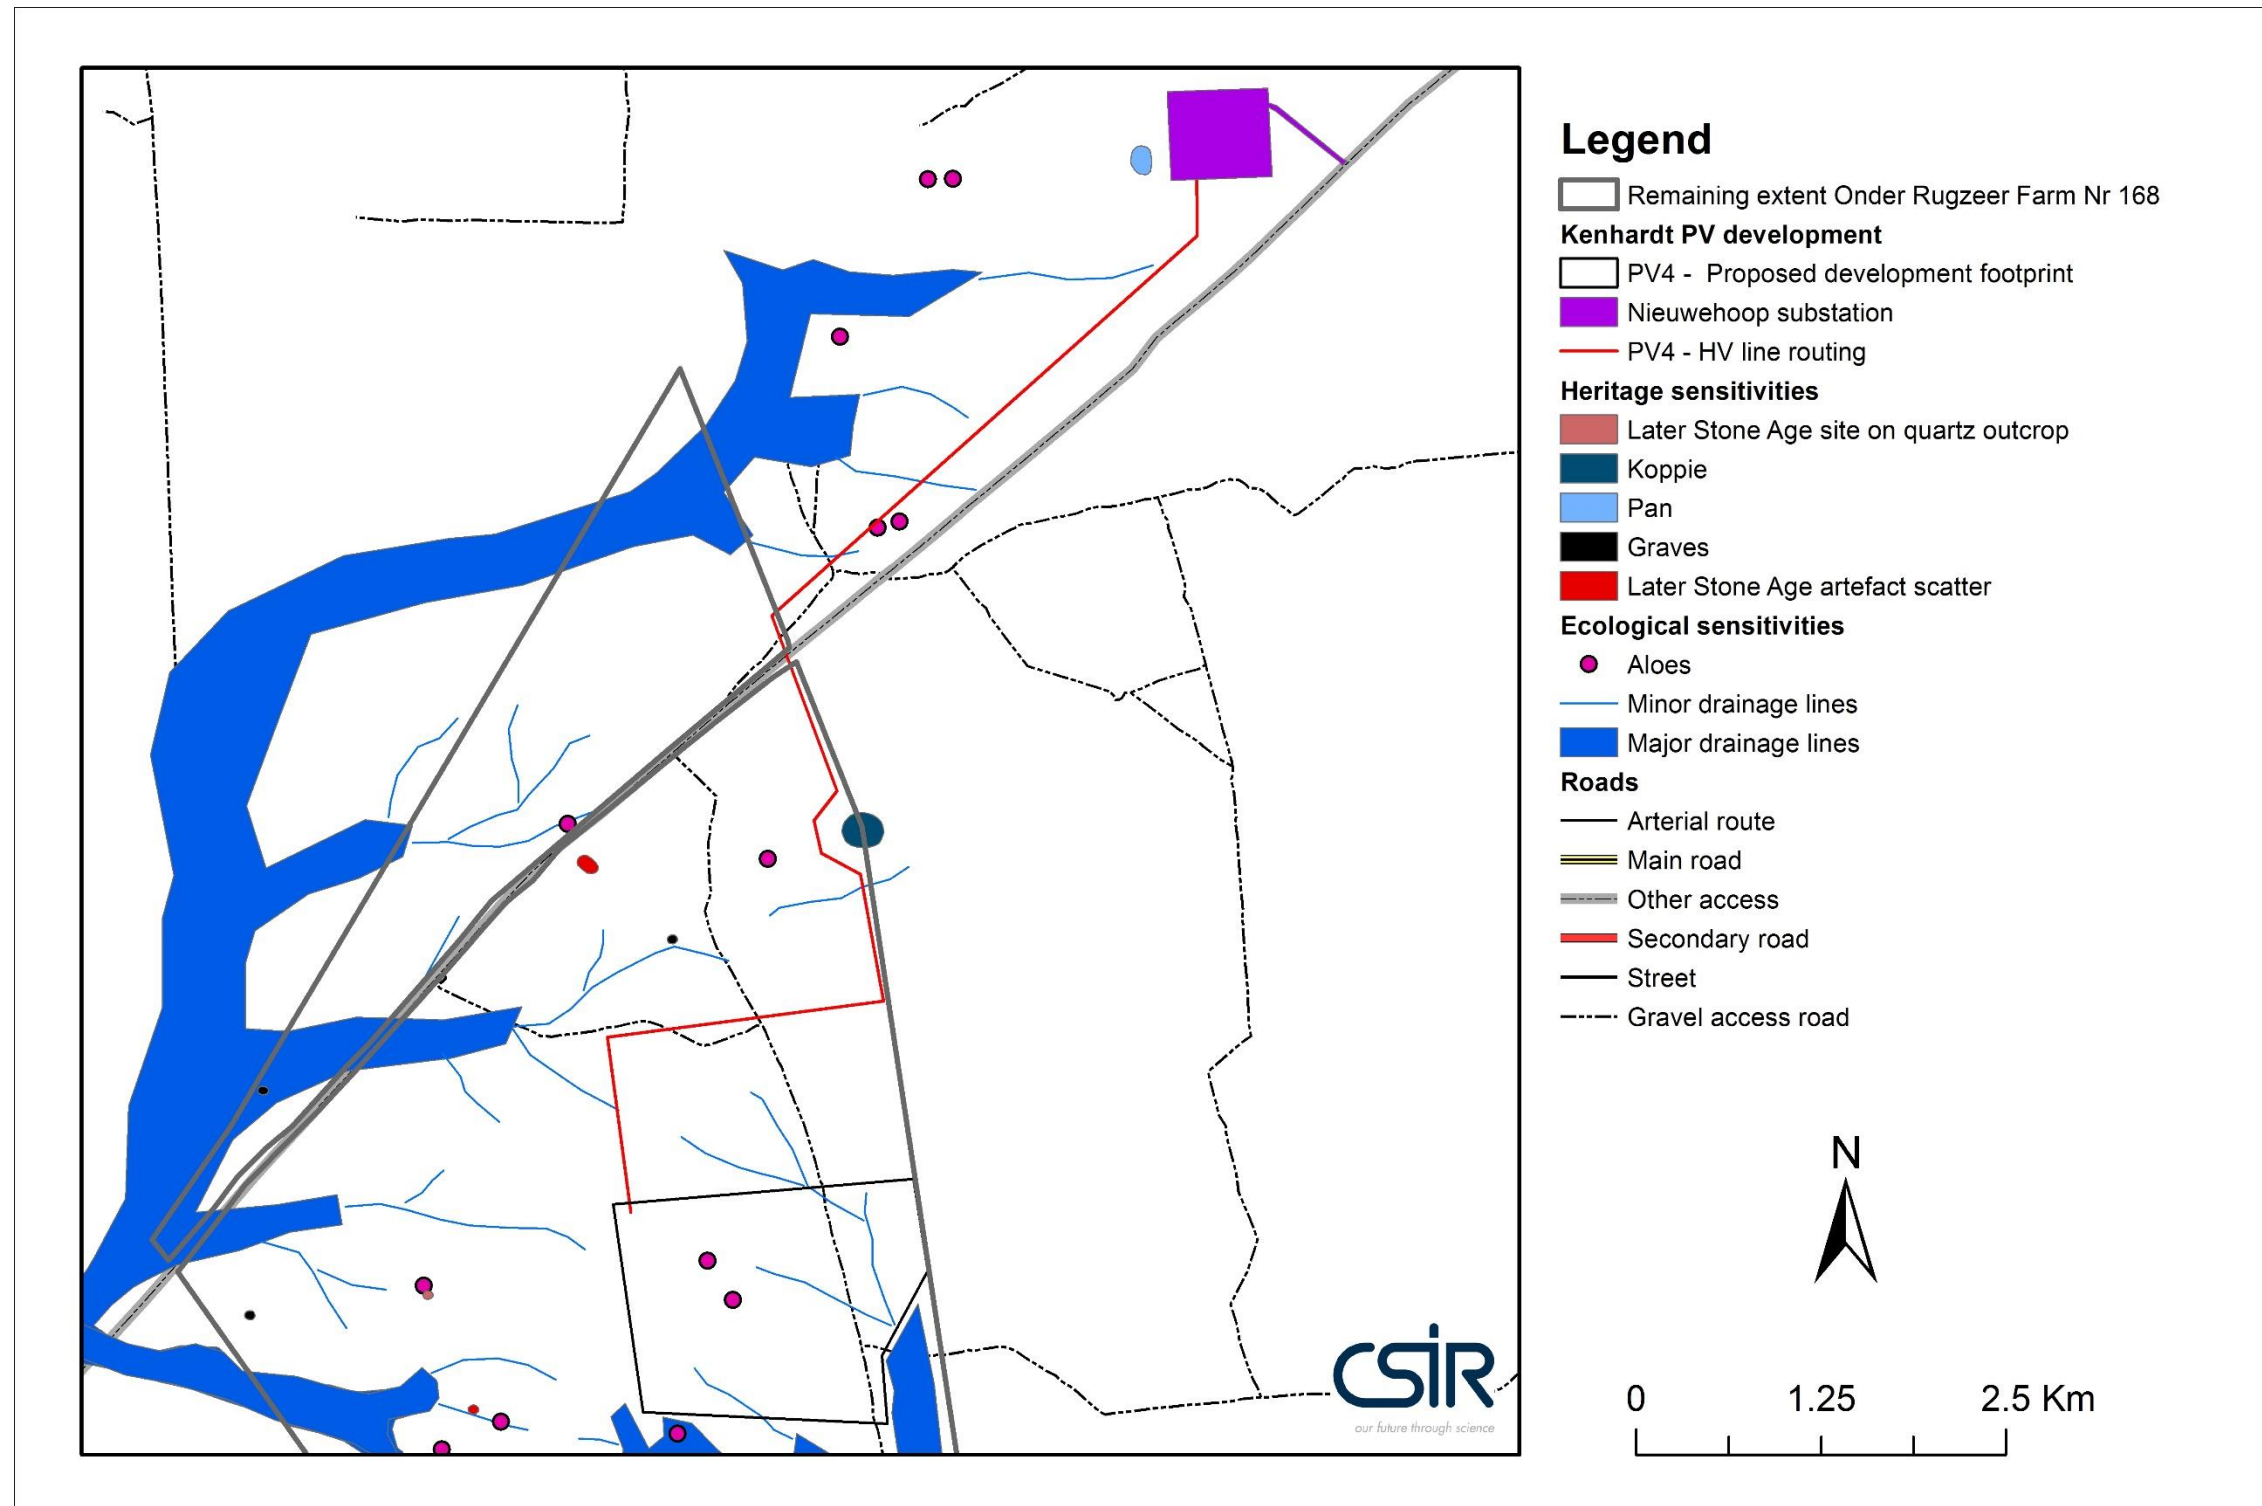 Legend
Remaining extent Onder Rugzeer Farm Nr 168
Kenhardt PV development
PV4 - Proposed development footprint
Nieuwehoop substation
PV4 - HV line routing
Heritage sensitivities
Later Stone Age site on quartz outcrop
Koppie
Pan
Graves
Later Stone Age artefact scatter
Ecological sensitivities
Aloes
Minor drainage lines
Major drainage lines
Roads
Arterial route
Main road
Other access
Secondary road
Street
Gravel access road
N
0 1.25 2.5 Km
CSIR
our future through science